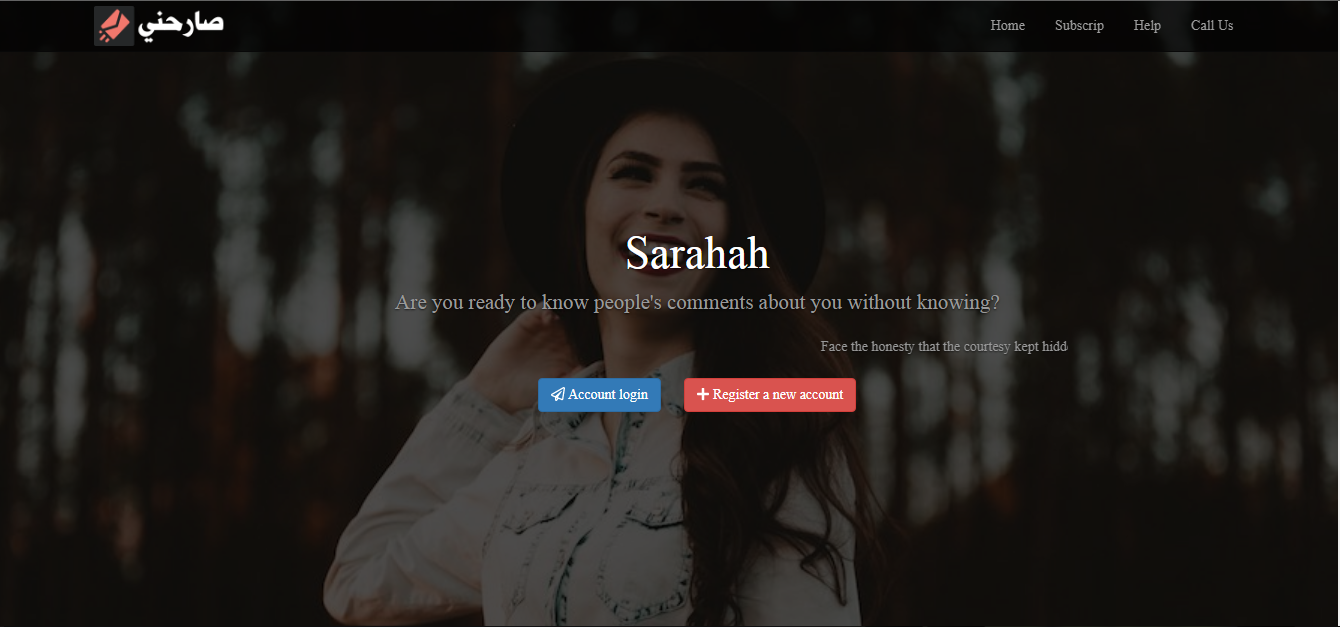 صارحني
Home Subscrip Help Call Us
Sarahah
Are you ready to know people's comments about you without knowing?
Face the honesty that the courtesy kept hidd
Account login Register a new account